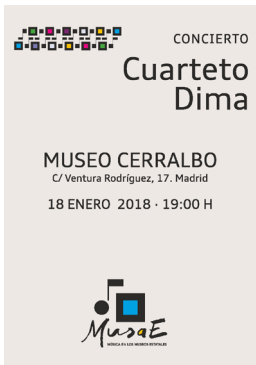 CONCIERTO
Cuarteto
Dima
MUSEO CERRALBO
C/ Ventura Rodríguez, 17. Madrid
18 ENERO 2018 · 19:00 H
MusaE
MÚSICA EN LOS MUSEOS ESTATALES